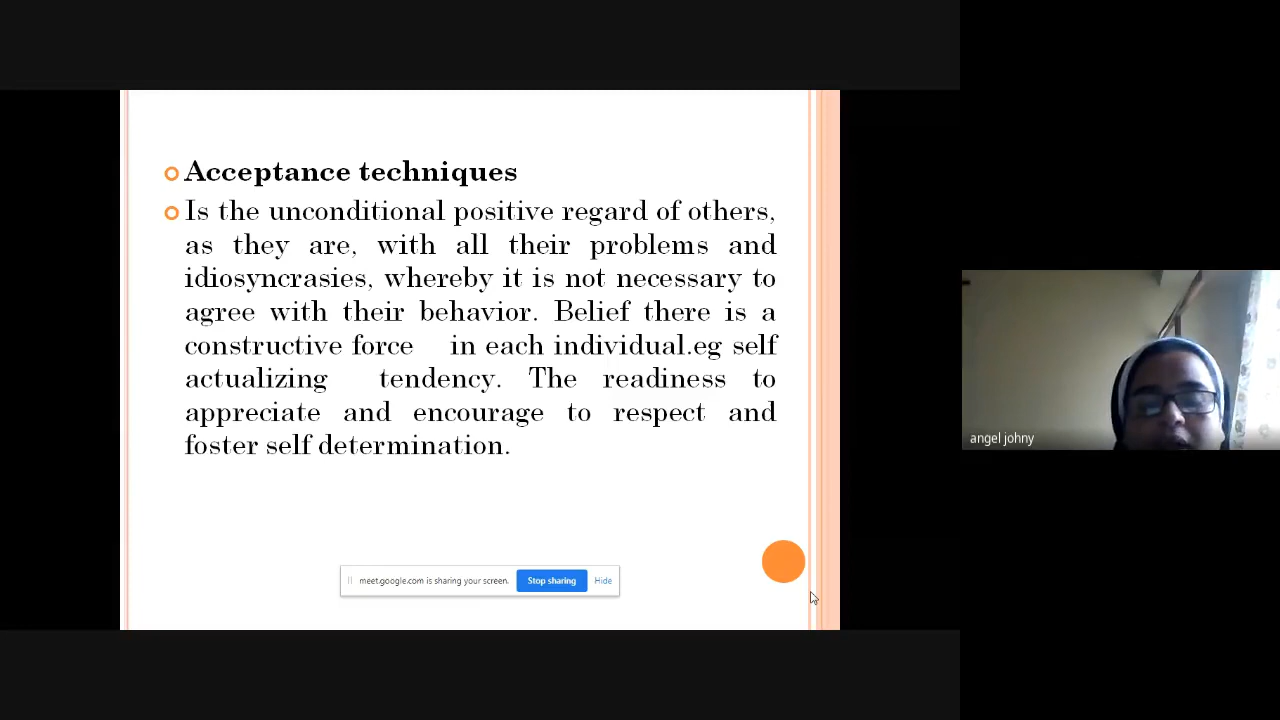 Acceptance techniques
Is the unconditional positive regard of others,
as they are, with all their problems and
idiosyncrasies, whereby it is not necessary to
agree with their behavior. Belief there is a
constructive force in each individual.eg self
actualizing tendency. The readiness to
appreciate and encourage to respect and
foster self determination.
meet.google.com is sharing your screen. Stop sharing Hide
angel johny